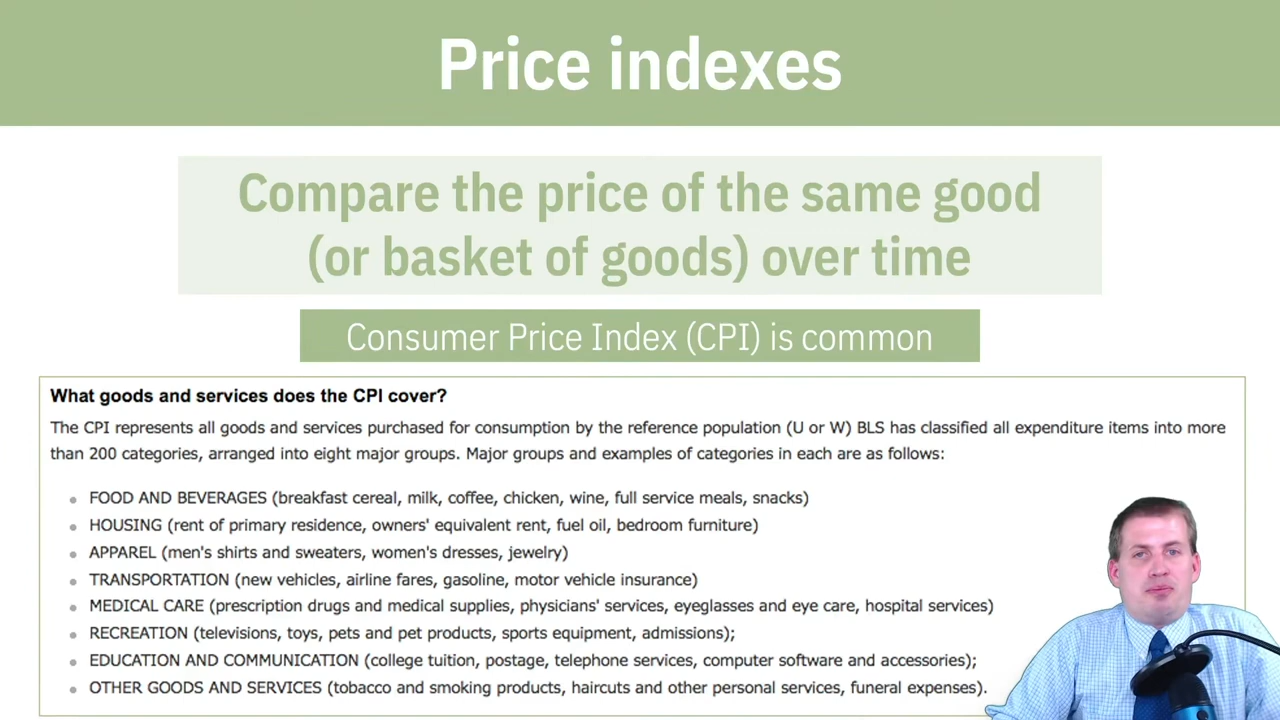 Price indexes
Compare the price of the same good
(or basket of goods) over time
Consumer Price Index (CPI) is common
What goods and services does the CPI cover?
The CPI represents all goods and services purchased for consumption by the reference population (U or W) BLS has classified all expenditure items into more
than 200 categories, arranged into eight major groups. Major groups and examples of categories in each are as follows:
FOOD AND BEVERAGES (breakfast cereal, milk, coffee, chicken, wine, full service meals, snacks)
HOUSING (rent of primary residence, owners' equivalent rent, fuel oil, bedroom furniture)
APPAREL (men's shirts and sweaters, women's dresses, jewelry)
TRANSPORTATION (new vehicles, airline fares, gasoline, motor vehicle insurance)
MEDICAL CARE (prescription drugs and medical supplies, physicians' services, eyeglasses and eye care, hospital services)
RECREATION (televisions, toys, pets and pet products, sports equipment, admissions);
EDUCATION AND COMMUNICATION (college tuition, postage, telephone services, computer software and accessories);
OTHER GOODS AND SERVICES (tobacco and smoking products, haircuts and other personal services, funeral expenses).